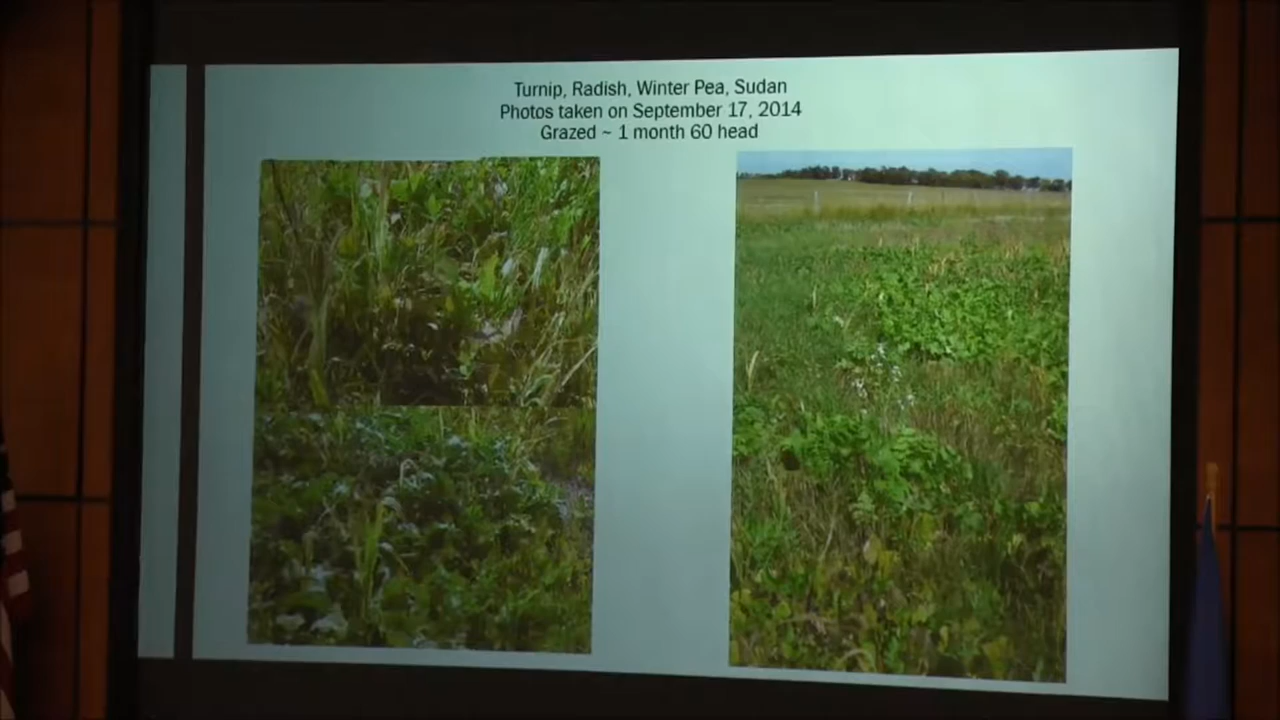 Turnip, Radish, Winter Pea, Sudan
Photos taken on September 17, 2014
Grazed ~ 1 month 60 head